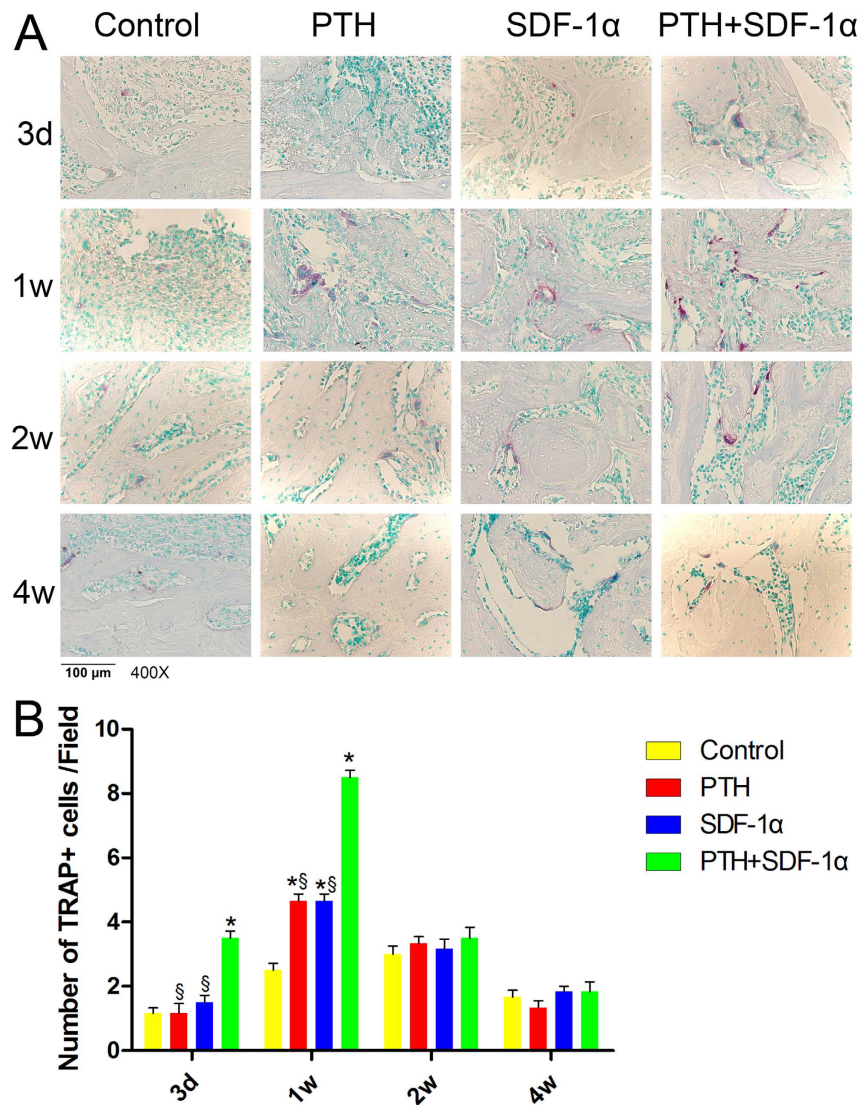 A
Control PTH SDF-1α PTH+SDF-1α
3d
1w
2w
4w
100 µm 400X
B
Number of TRAP+ cells /Field
10
8
6
4
2
0
*
*
*§ *§
§ §
3d 1w 2w 4w
Control
PTH
SDF-1α
PTH+SDF-1α